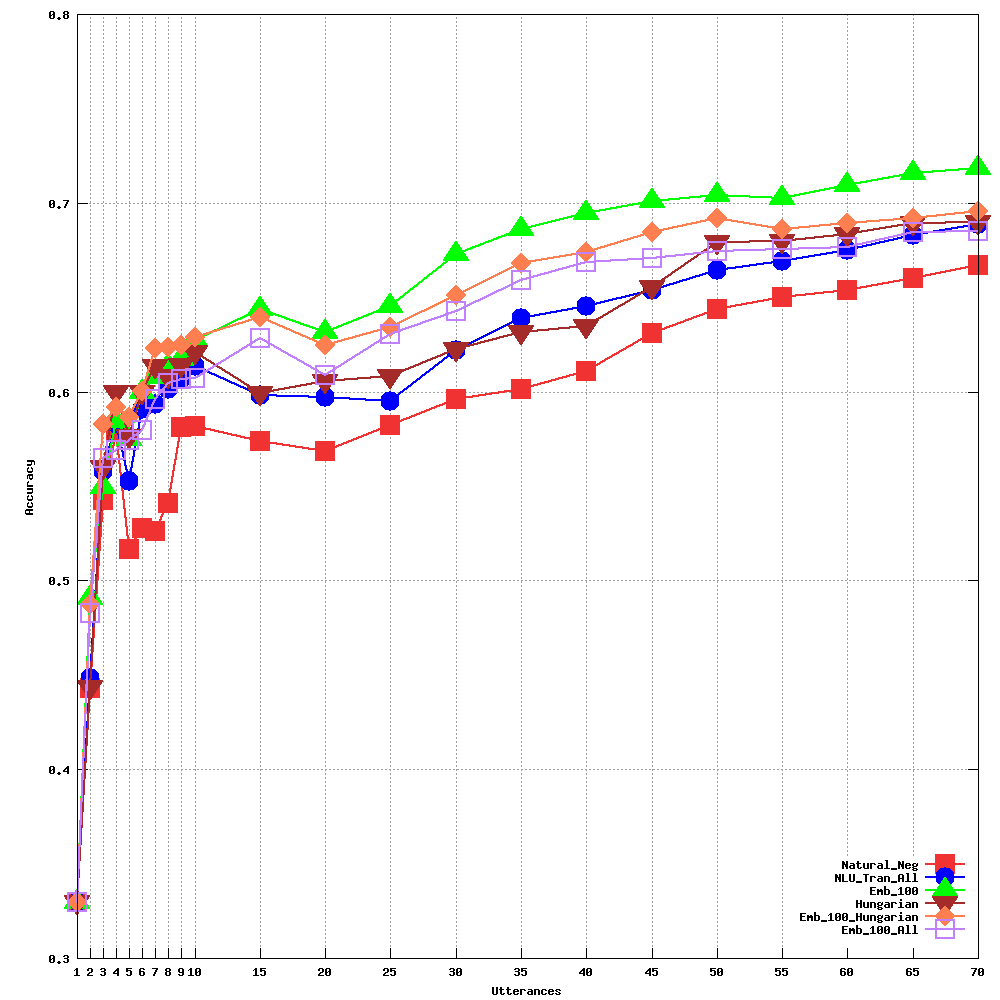 0.8
0.7
0.6
0.5
0.4
0.3
Accuracy
1 2 3 4 5 6 7 8 9 10 15 20 25 30 35 40 45 50 55 60 65 70
Utterances
Natural_Neg
NLU_Tran_All
Emb_100
Hungarian
Emb_100_Hungarian
Emb_100_All